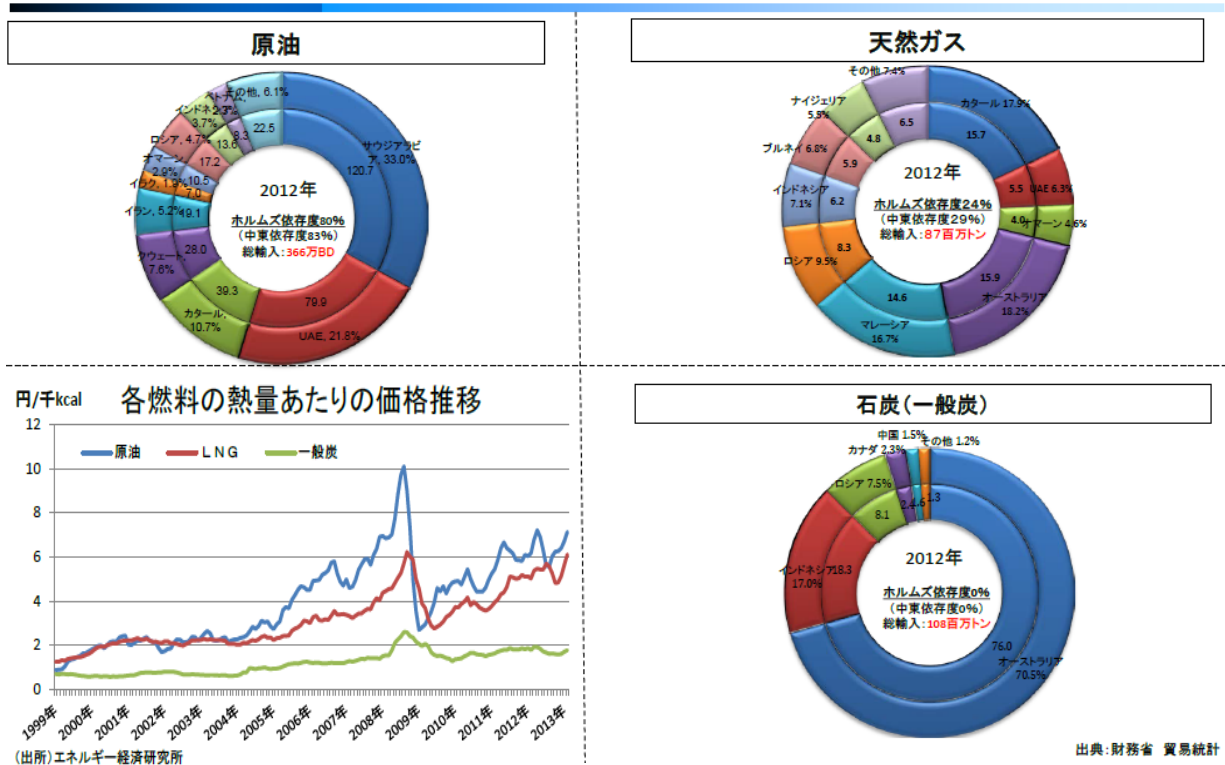 原油
その他, 6.1%
ベトナム,
2.3%
インドネシア,
3.7%
ロシア, 4.7%
オマーン,
2.9%
イラク, 1.9%
イラン, 5.2%
クウェート,
7.6%
カタール,
10.7%
UAE, 21.8%
サウジアラビ
ア, 33.0%
120.7
79.9
39.3
28.0
19.1
7.0
10.5
17.2
13.6
8.3
22.5
2012年
ホルムズ依存度80%
(中東依存度83%)
総輸入:366万BD
天然ガス
その他 7.4%
ナイジェリア
5.5%
ブルネイ 6.8%
インドネシア
7.1%
ロシア 9.5%
マレーシア
16.7%
オーストラリア
18.2%
オマーン 4.6%
UAE 6.3%
カタール 17.9%
15.7
5.5
4.0
15.9
14.6
8.3
6.2
5.9
4.8
6.5
2012年
ホルムズ依存度24%
(中東依存度29%)
総輸入:87百万トン
円/千kcal
各燃料の熱量あたりの価格推移
原油 LNG 一般炭
12
10
8
6
4
2
0
1999年 2000年 2001年 2002年 2003年 2004年 2005年 2006年 2007年 2008年 2009年 2010年 2011年 2012年 2013年
(出所)エネルギー経済研究所
石炭(一般炭)
中国 1.5%
その他 1.2%
カナダ 2.3%
ロシア 7.5%
インドネシア
17.0%
オーストラリア
70.5%
76.0
18.3
8.1
2.4
1.6
1.3
2012年
ホルムズ依存度0%
(中東依存度0%)
総輸入:108百万トン
出典:財務省 貿易統計